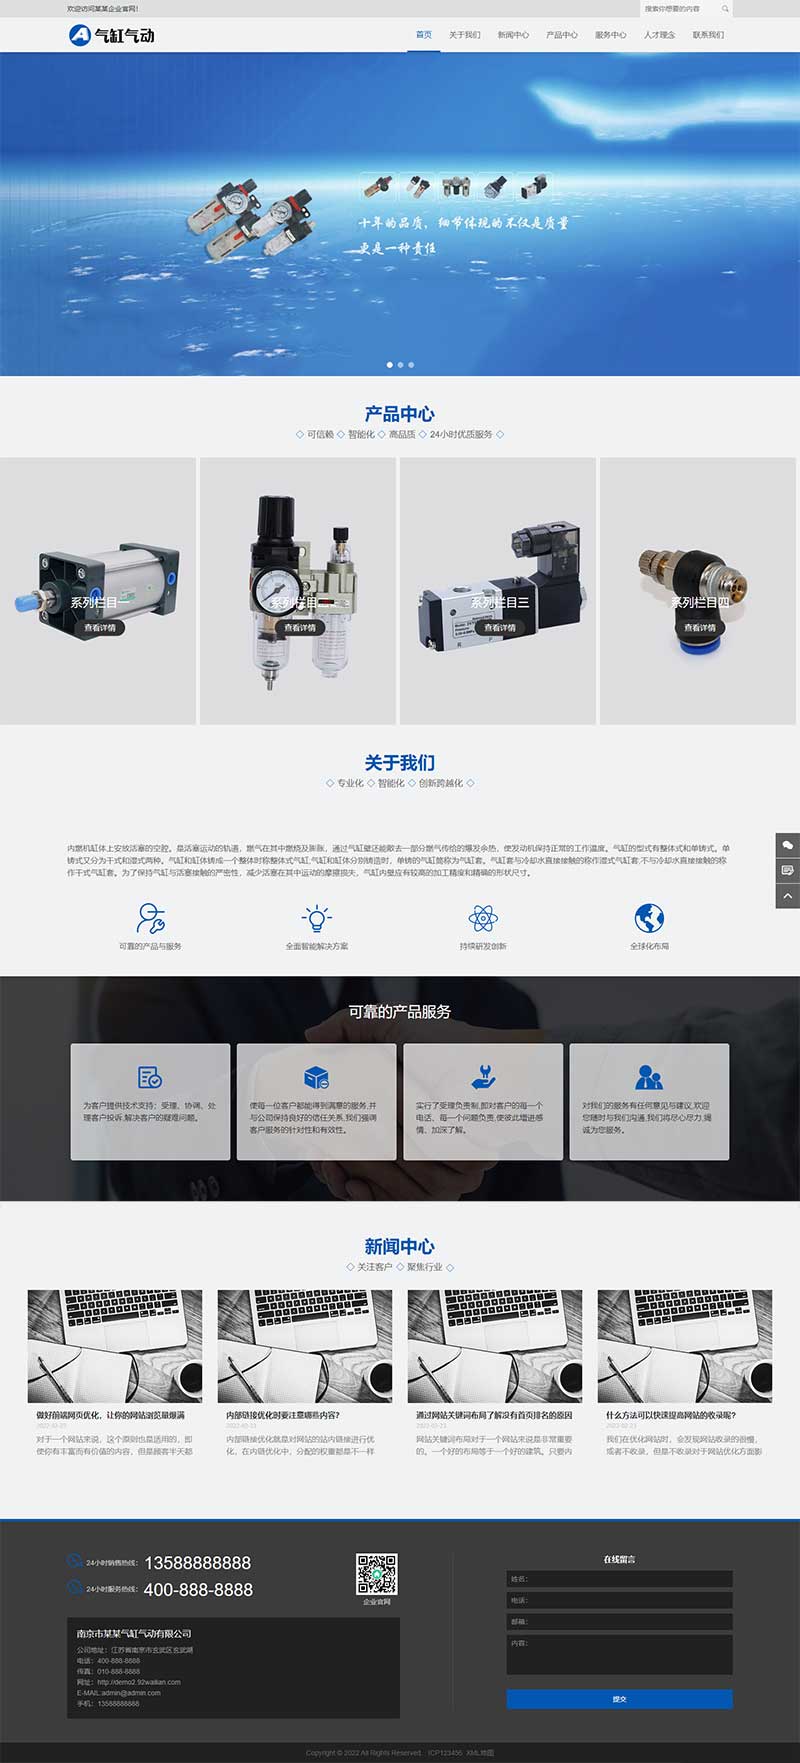 欢迎访问某某企业官网!
搜索你想要的内容
气缸气动
首页 关于我们 新闻中心 产品中心 服务中心 人才理念 联系我们
十年的品质，细节体现的不仅是质量
更是一种责任
产品中心
◇ 可信赖 ◇ 智能化 ◇ 高品质 ◇ 24小时优质服务 ◇
系列栏目一
查看详情
系列栏目二
查看详情
系列栏目三
查看详情
系列栏目四
查看详情
关于我们
◇ 专业化 ◇ 智能化 ◇ 创新跨越化 ◇
内燃机缸体上安放活塞的空腔。是活塞运动的轨道，燃气在其中燃烧及膨胀，通过气缸壁还能散去一部分燃气传给的爆发余热，使发动机保持正常的工作温度。气缸的型式有整体式和单铸式。单
铸式又分为干式和湿式两种。气缸和缸体铸成一个整体时称整体式气缸;气缸和缸体分别铸造时，单铸的气缸筒称为气缸套。气缸套与冷却水直接接触的称作湿式气缸套;不与冷却水直接接触的称
作干式气缸套。为了保持气缸与活塞接触的严密性，减少活塞在其中运动的摩擦损失，气缸内壁应有较高的加工精度和精确的形状尺寸。
可靠的产品与服务
全面智能解决方案
持续研发创新
全球化布局
可靠的产品服务
为客户提供技术支持；受理、协调、处
理客户投诉,解决客户的疑难问题。
使每一位客户都能得到满意的服务,并
与公司保持良好的信任关系,我们强调
客户服务的针对性和有效性。
实行了受理负责制,即对客户的每一个
电话、每一个问题负责,使彼此增进感
情、加深了解。
对我们的服务有任何意见与建议,欢迎
您随时与我们沟通,我们将尽心尽力,竭
诚为您服务。
新闻中心
◇ 关注客户 ◇ 聚焦行业 ◇
做好前端网页优化，让你的网站浏览量爆满
2022-02-23
对于一个网站来说，这个原则也是适用的，即
使你有丰富而有价值的内容，但是顾客半天都
内部链接优化时要注意哪些内容?
2022-02-23
内部链接优化就是对网站的站内链接进行优
化，在内链优化中，分配的权重都是不一样
通过网站关键词布局了解没有首页排名的原因
2022-02-23
网站关键词布局对于一个网站来说是非常重要
的。一个好的布局等于一个好的建筑。只要内
什么方法可以快速提高网站的收录呢?
2022-02-23
我们在优化网站时，会发现网站收录的很慢，
或者不收录，但是不收录对于网站优化方面影
24小时销售热线： 13588888888
24小时服务热线： 400-888-8888
企业官网
南京市某某气缸气动有限公司
公司地址：江苏省南京市玄武区玄武湖
电话：400-888-8888
传真：010-888-8888
网址：http://demo2.92wailian.com
E-MAIL:admin@admin.com
手机：13588888888
在线留言
姓名：
电话：
邮箱：
内容：
提交
Copyright © 2022 All Rights Reserved. ICP123456 XML地图